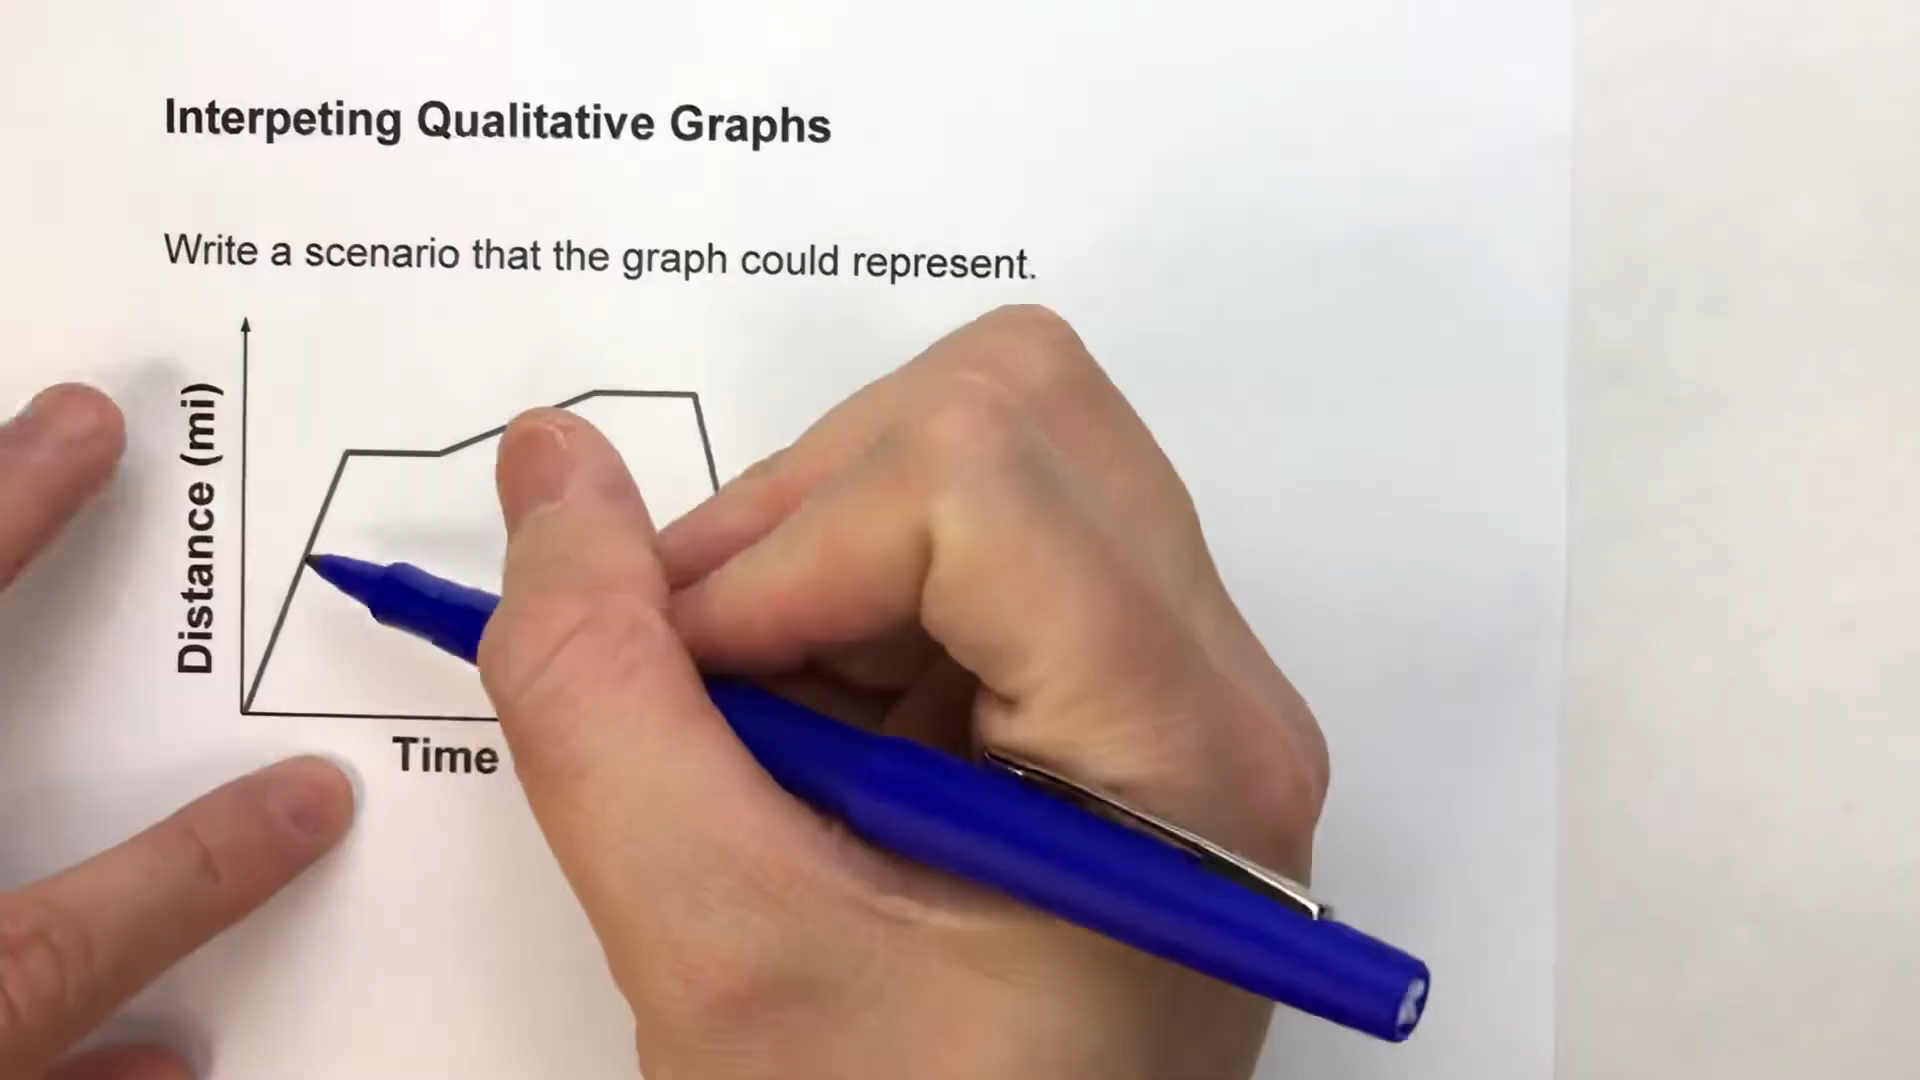 Interpeting Qualitative Graphs
Write a scenario that the graph could represent.
Distance (mi)
Time